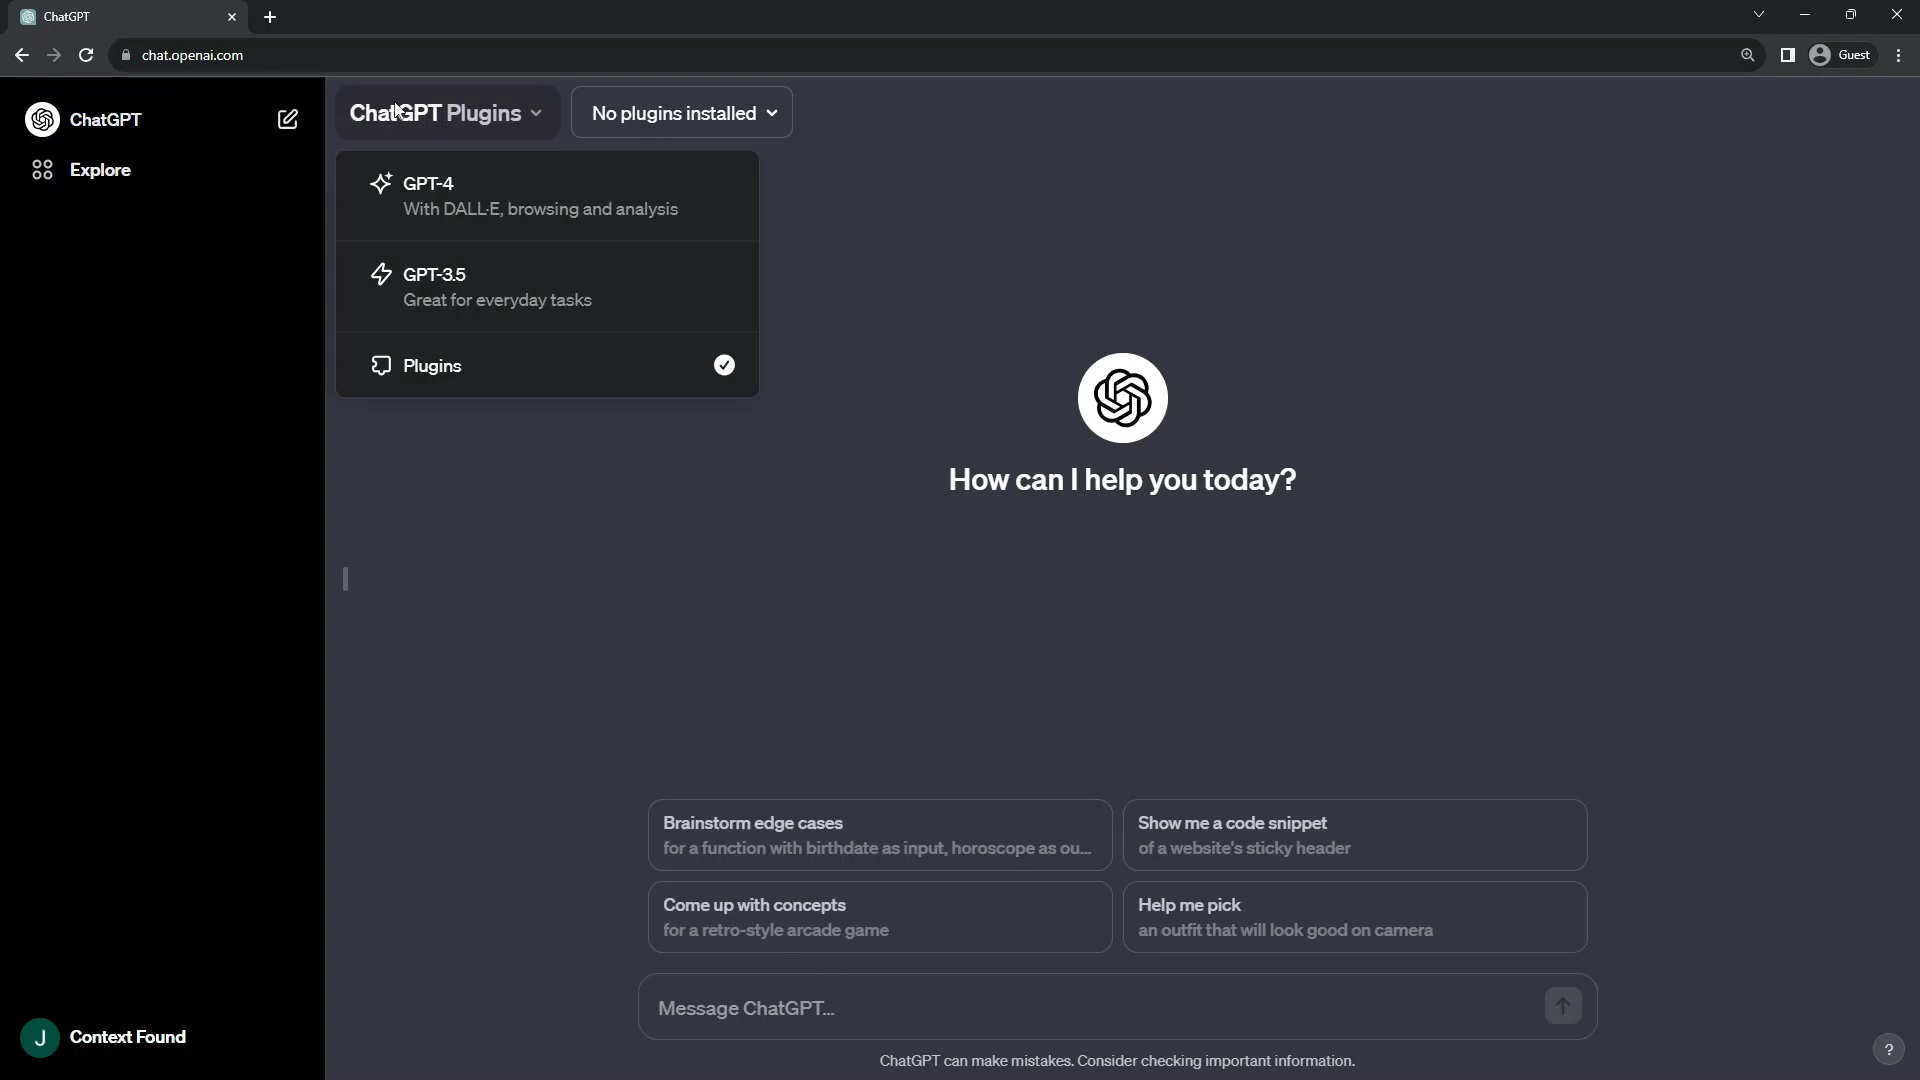 ChatGPT
chat.openai.com
Guest
ChatGPT
Explore
ChatGPT Plugins
No plugins installed
GPT-4
With DALL·E, browsing and analysis
GPT-3.5
Great for everyday tasks
Plugins
How can I help you today?
Brainstorm edge cases
for a function with birthdate as input, horoscope as ou...
Show me a code snippet
of a website's sticky header
Come up with concepts
for a retro-style arcade game
Help me pick
an outfit that will look good on camera
Message ChatGPT...
J
Context Found
ChatGPT can make mistakes. Consider checking important information.
?